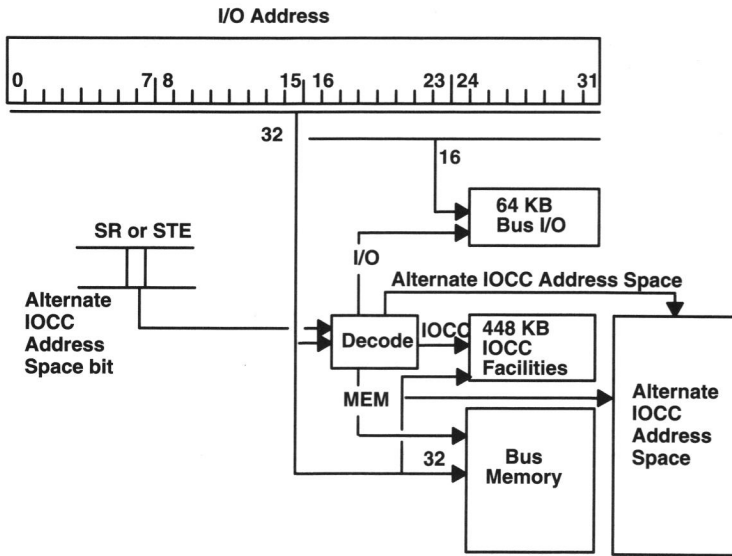 I/O Address
0 7 8 15 16 23 24 31
32
16
64 KB
Bus I/O
SR or STE
I/O
Alternate IOCC Address Space
Alternate
IOCC
Address
Space bit
Decode
IOCC
448 KB
IOCC
Facilities
MEM
Alternate
IOCC
Address
Space
32
Bus
Memory